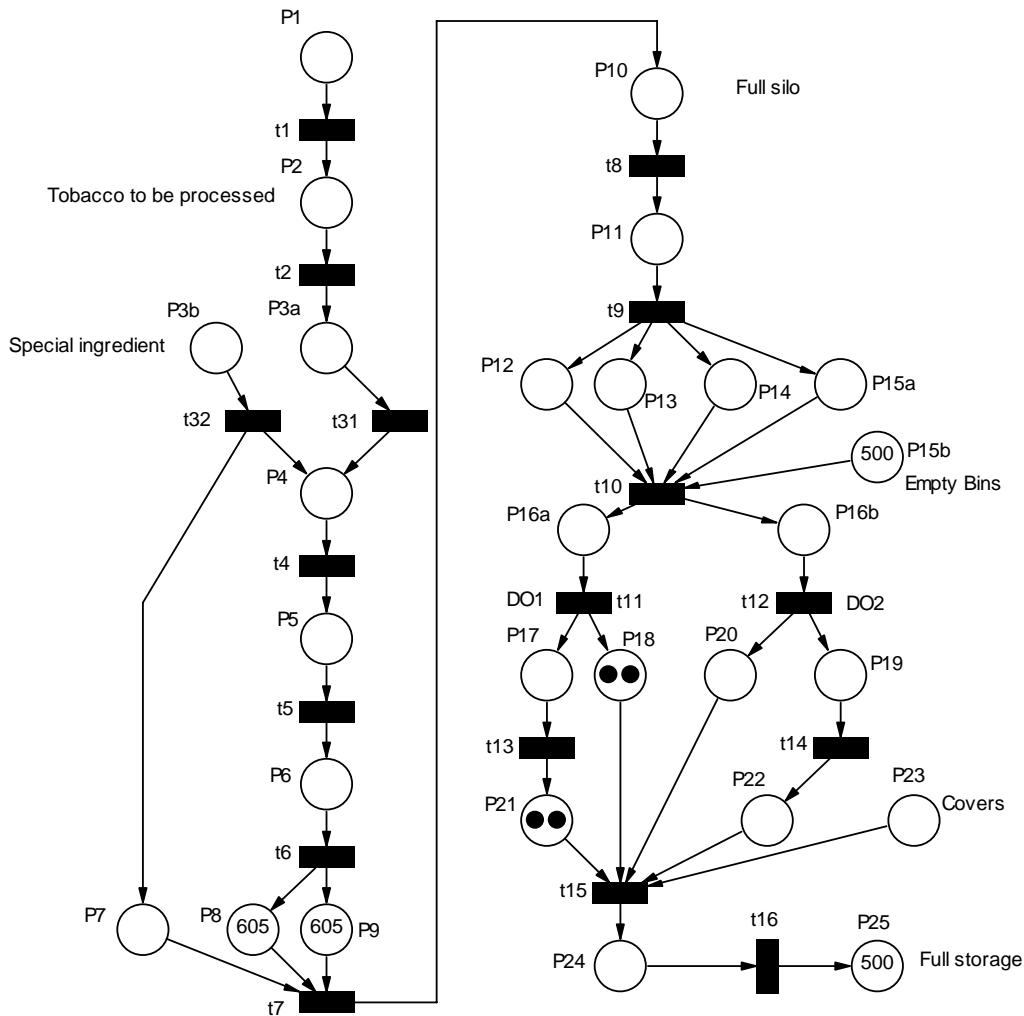 P1
t1
P2
Tobacco to be processed
t2
P3b
P3a
Special ingredient
t32
t31
P4
t4
P5
t5
P6
t6
P7
P8
605
605
P9
t7
P10
Full silo
t8
P11
t9
P12
P13
P14
P15a
500
P15b
Empty Bins
t10
P16a
P16b
DO1
t11
t12
DO2
P17
P18
P20
P19
t13
t14
P21
P22
P23
Covers
t15
t16
P24
P25
500
Full storage